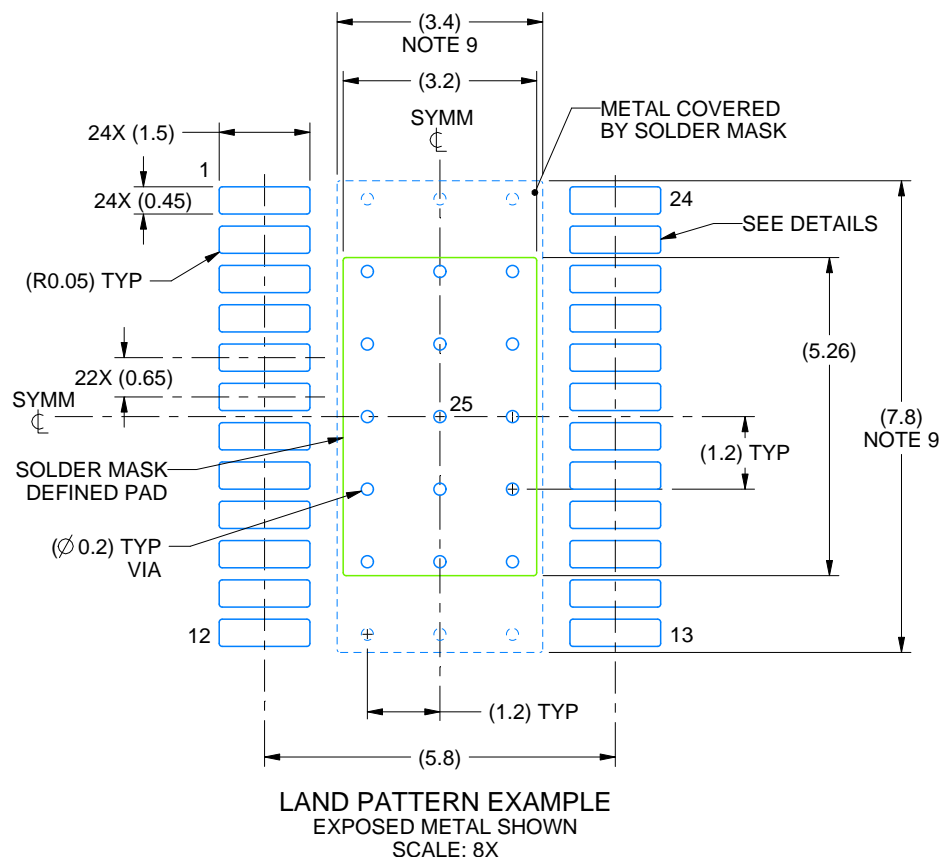 (3.4)
NOTE 9
(3.2)
SYMM
℄
METAL COVERED
BY SOLDER MASK
24X (1.5)
1
24X (0.45)
24
SEE DETAILS
(R0.05) TYP
(5.26)
22X (0.65)
SYMM
℄
25
(7.8)
NOTE 9
(1.2) TYP
SOLDER MASK
DEFINED PAD
(∅ 0.2) TYP
VIA
12
13
(1.2) TYP
(5.8)
LAND PATTERN EXAMPLE
EXPOSED METAL SHOWN
SCALE: 8X